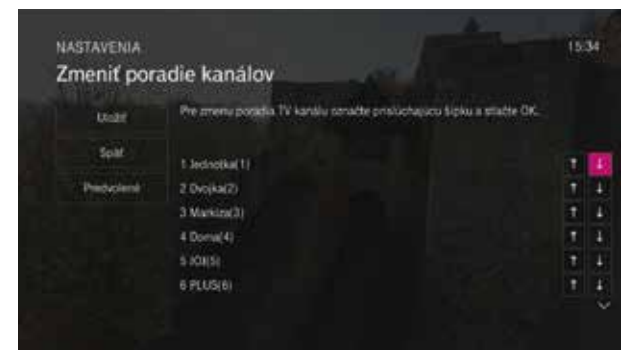 NASTAVENIA
15:34
Zmeniť poradie kanálov
Uložiť
Pre zmenu poradia TV kanálu označte prislúchajúcu šípku a stlačte OK.
Späť
1 Jednotka(1)
Predvolené
2 Dvojka(2)
3 Markíza(3)
4 Doma(4)
5 JOJ(5)
6 PLUS(6)